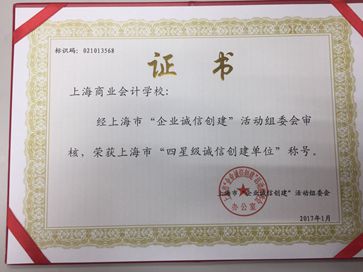 标识码：021013568
证书
上海商业会计学校：
经上海市“企业诚信创建”活动组委会审
核，荣获上海市“四星级诚信创建单位”称号。
上海市“企业诚信创建”活动组委会
办公室
2017年1月